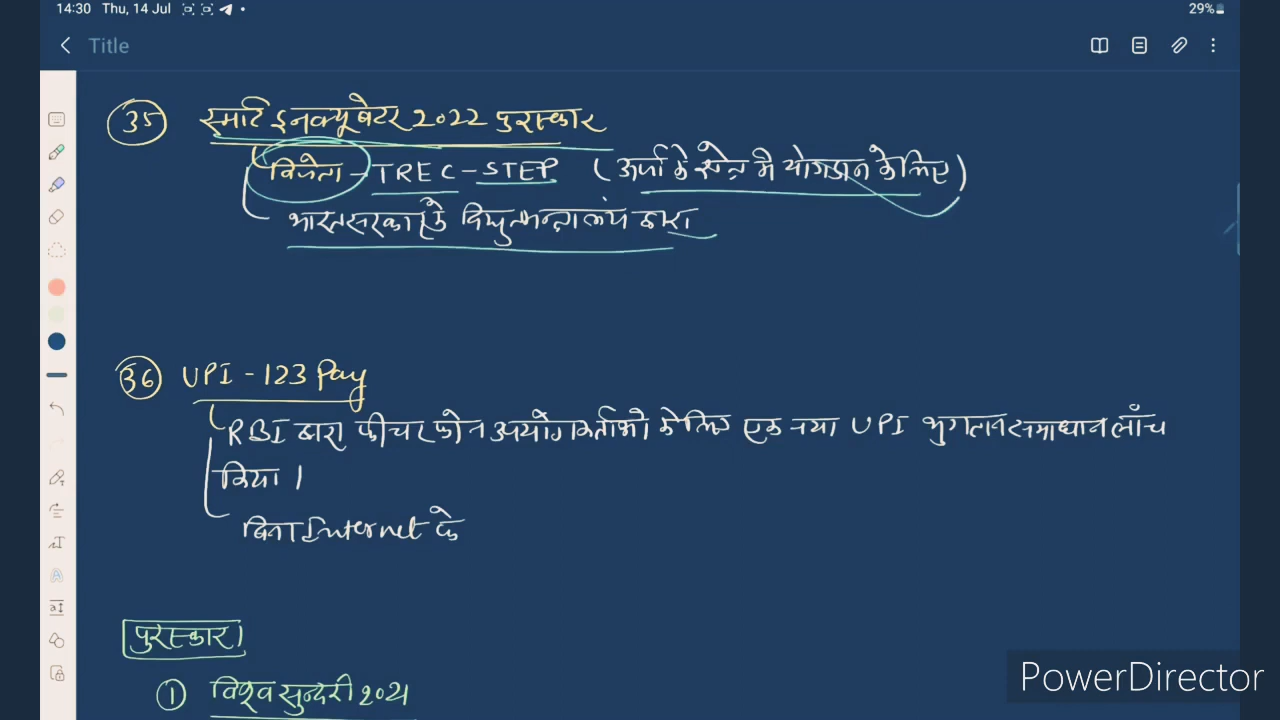 14:30 Thu, 14 Jul
29%
Title
35 स्मार्ट इनक्यूबेटर 2022 पुरस्कार
विजेता - TREC - STEP (ऊर्जा के क्षेत्र में योगदान के लिए)
भारत सरकार के विद्युत मन्त्रालय द्वारा
36 UPI - 123 Pay
RBI द्वारा फीचर फोन उपयोगकर्ताओ के लिए एक नया UPI भुगतान समाधान लाँच
किया ।
बिना Internet के
पुरस्कार
1 विश्व सुन्दरी 2021
PowerDirector